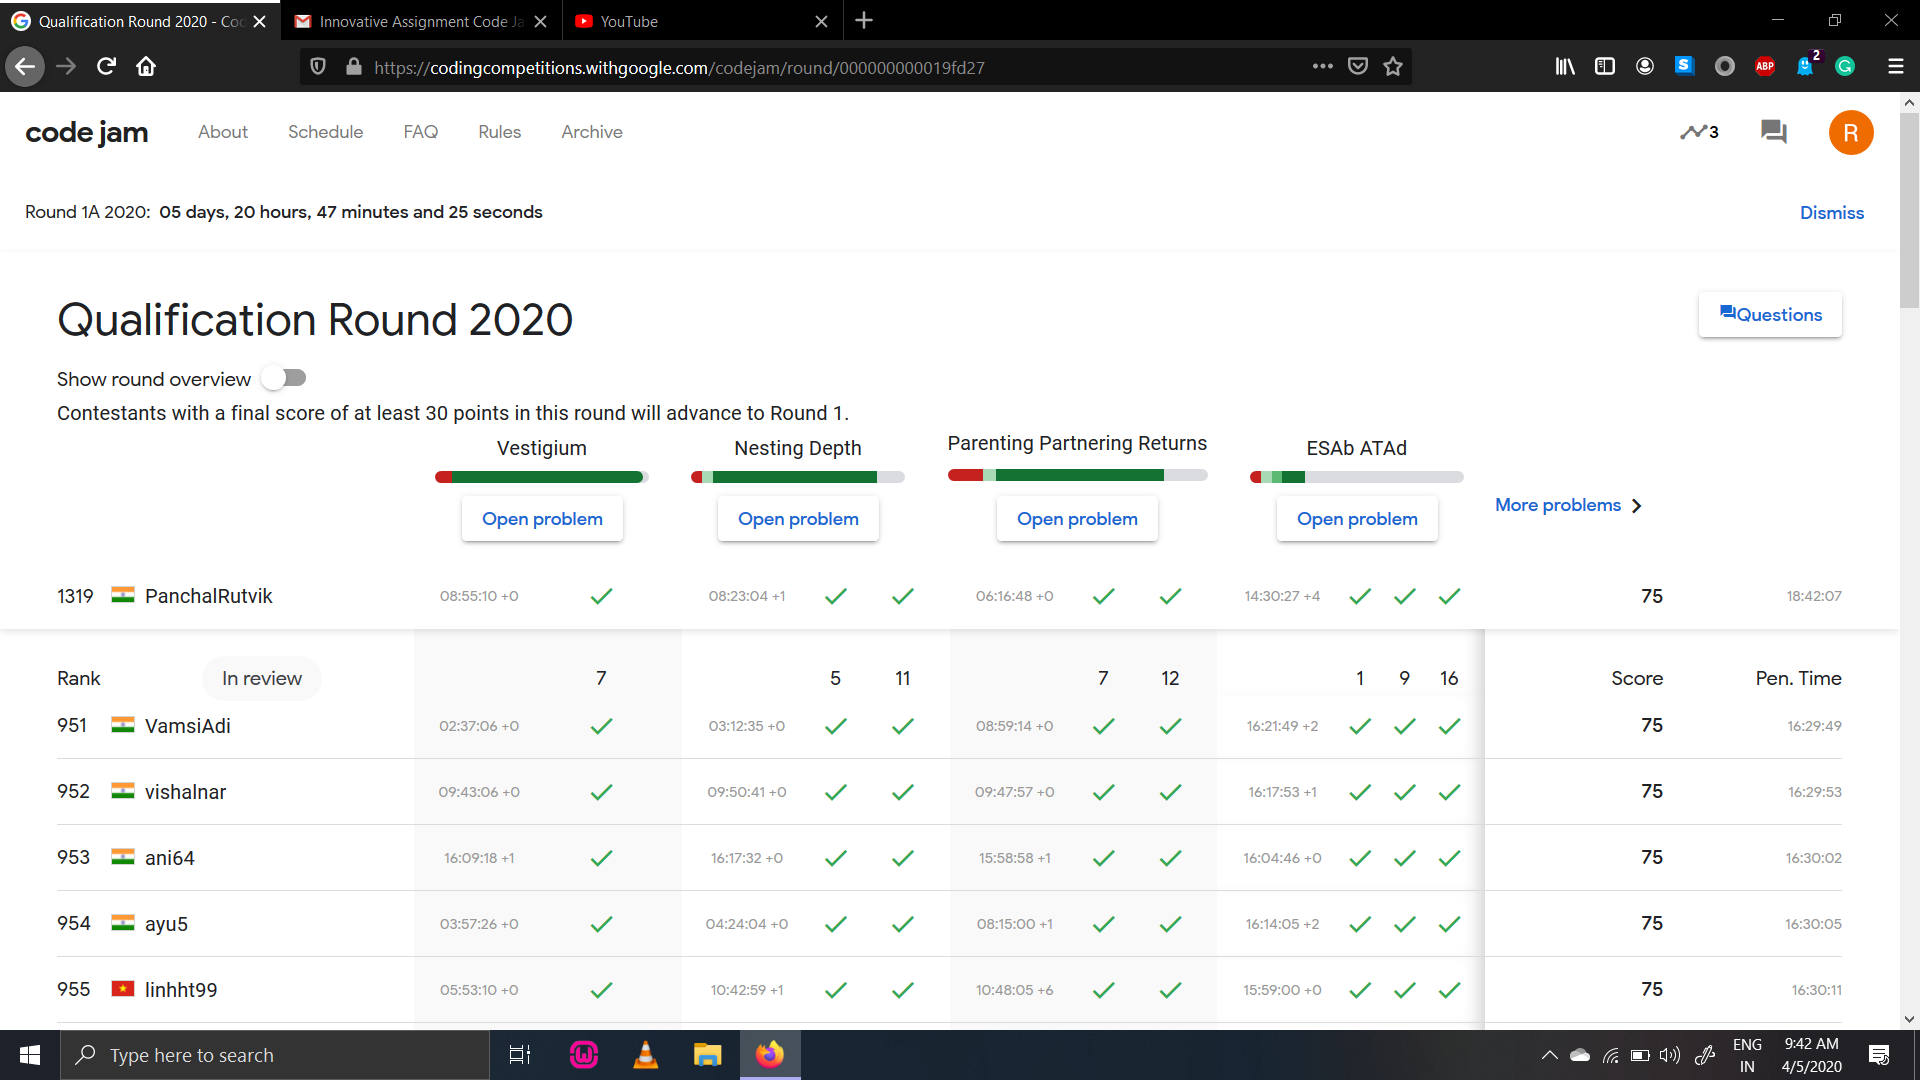 Qualification Round 2020 - Coc
Innovative Assignment Code Ja
YouTube
https://codingcompetitions.withgoogle.com/codejam/round/000000000019fd27
S
ABP
2
G
code jam
About
Schedule
FAQ
Rules
Archive
3
R
Round 1A 2020: 05 days, 20 hours, 47 minutes and 25 seconds
Dismiss
Qualification Round 2020
Questions
Show round overview
Contestants with a final score of at least 30 points in this round will advance to Round 1.
Vestigium
Nesting Depth
Parenting Partnering Returns
ESAb ATAd
Open problem
Open problem
Open problem
Open problem
More problems
1319 PanchalRutvik 08:55:10 +0 08:23:04 +1 06:16:48 +0 14:30:27 +4 75 18:42:07
Rank In review 7 5 11 7 12 1 9 16 Score Pen. Time
951 VamsiAdi 02:37:06 +0 03:12:35 +0 08:59:14 +0 16:21:49 +2 75 16:29:49
952 vishalnar 09:43:06 +0 09:50:41 +0 09:47:57 +0 16:17:53 +1 75 16:29:53
953 ani64 16:09:18 +1 16:17:32 +0 15:58:58 +1 16:04:46 +0 75 16:30:02
954 ayu5 03:57:26 +0 04:24:04 +0 08:15:00 +1 16:14:05 +2 75 16:30:05
955 linhht99 05:53:10 +0 10:42:59 +1 10:48:05 +6 15:59:00 +0 75 16:30:11
Type here to search
ENG
IN
9:42 AM
4/5/2020